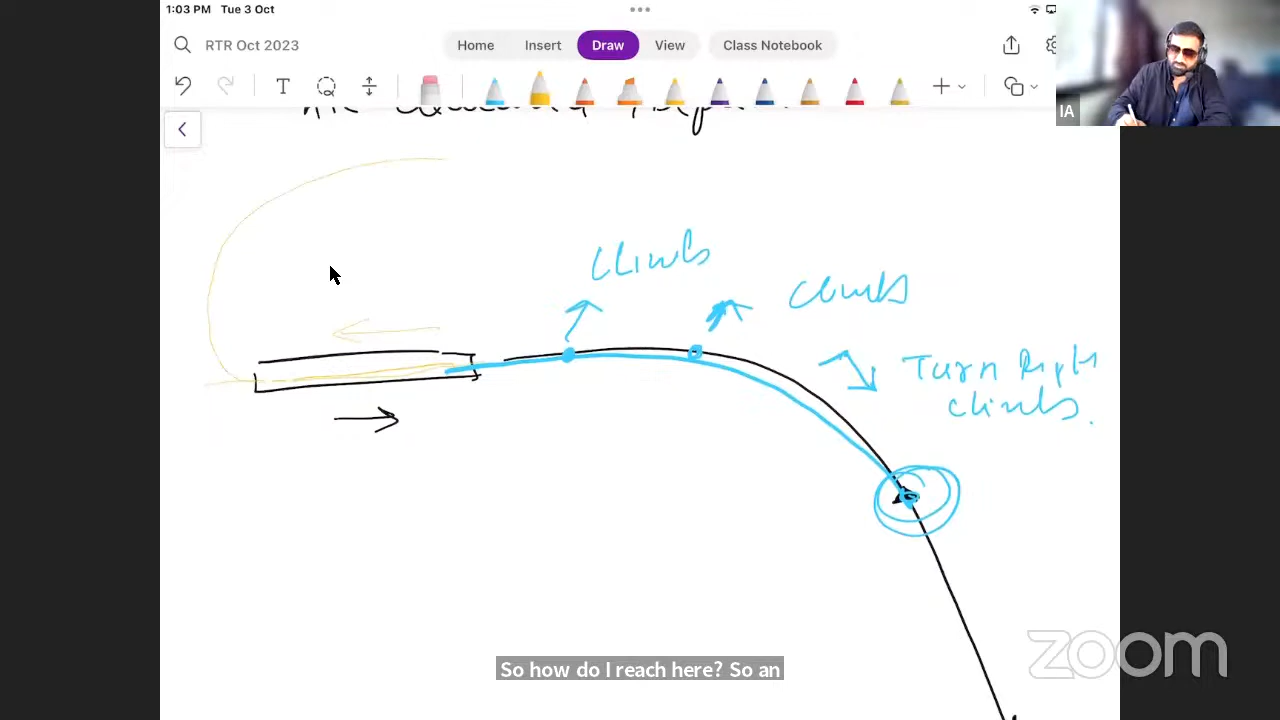 1:03 PM Tue 3 Oct
RTR Oct 2023
Home Insert Draw View Class Notebook
IA
Climb
Climb
Turn Right
Climb.
So how do I reach here? So an
zoom